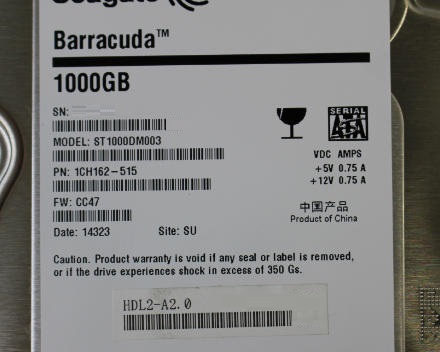 Seagate
Barracuda™
1000GB
SN:
SERIAL
ATA
MODEL: ST1000DM003
VDC AMPS
+5V 0.75 A
PN: 1CH162-515
+12V 0.75 A
FW: CC47
中国产品
Product of China
Date: 14323 Site: SU
Caution. Product warranty is void if any seal or label is removed,
or if the drive experiences shock in excess of 350 Gs.
HDL2-A2.0